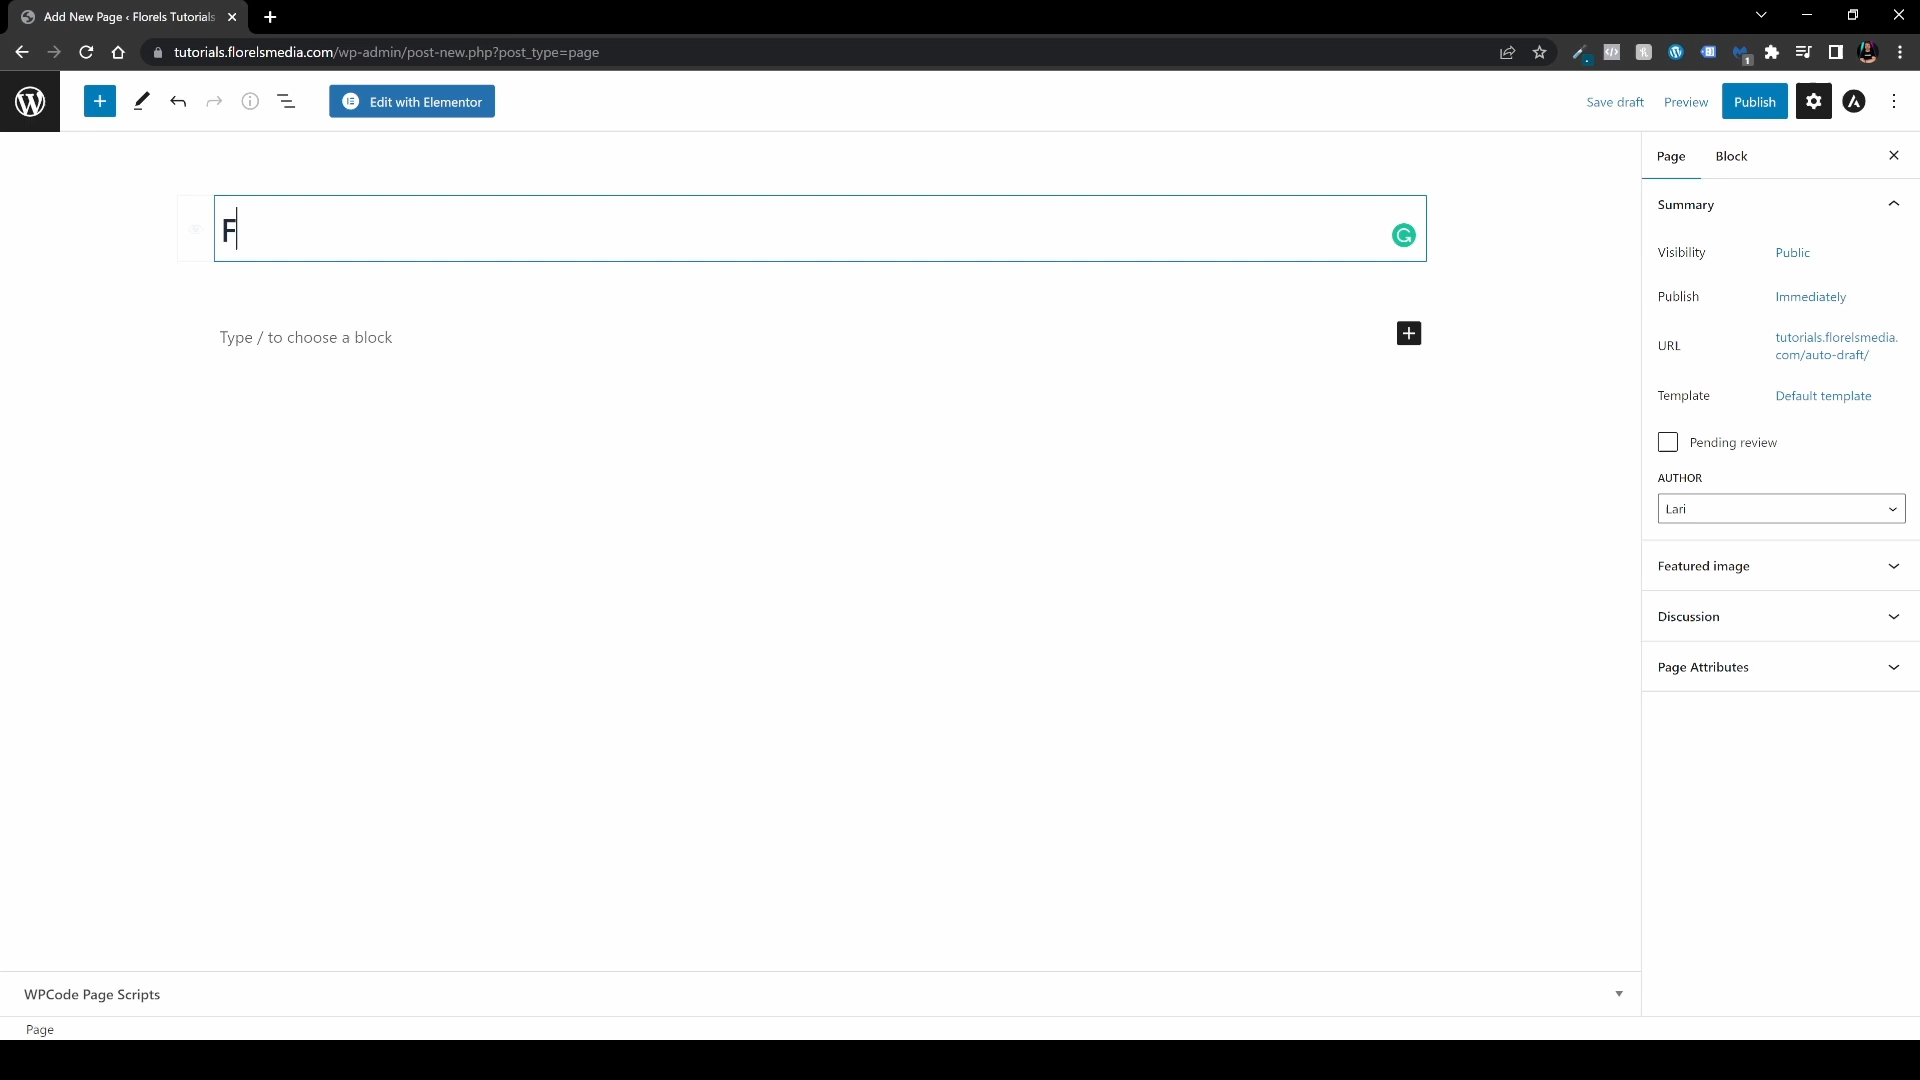 Add New Page ‹ Florels Tutorials
tutorials.florelsmedia.com/wp-admin/post-new.php?post_type=page
1
Edit with Elementor
Save draft
Preview
Publish
Page
Block
F
Type / to choose a block
Summary
Visibility
Public
Publish
Immediately
URL
tutorials.florelsmedia.
com/auto-draft/
Template
Default template
Pending review
AUTHOR
Lari
Featured image
Discussion
Page Attributes
WPCode Page Scripts
Page